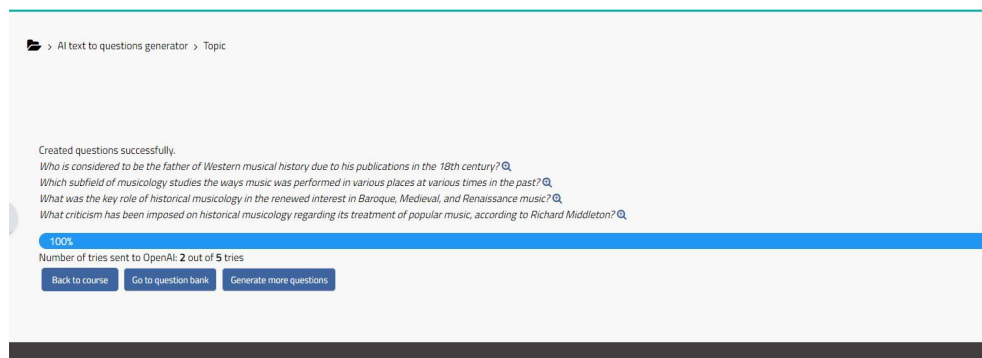 > AI text to questions generator > Topic
Created questions successfully.
Who is considered to be the father of Western musical history due to his publications in the 18th century?
Which subfield of musicology studies the ways music was performed in various places at various times in the past?
What was the key role of historical musicology in the renewed interest in Baroque, Medieval, and Renaissance music?
What criticism has been imposed on historical musicology regarding its treatment of popular music, according to Richard Middleton?
100%
Number of tries sent to OpenAI: 2 out of 5 tries
Back to course Go to question bank Generate more questions